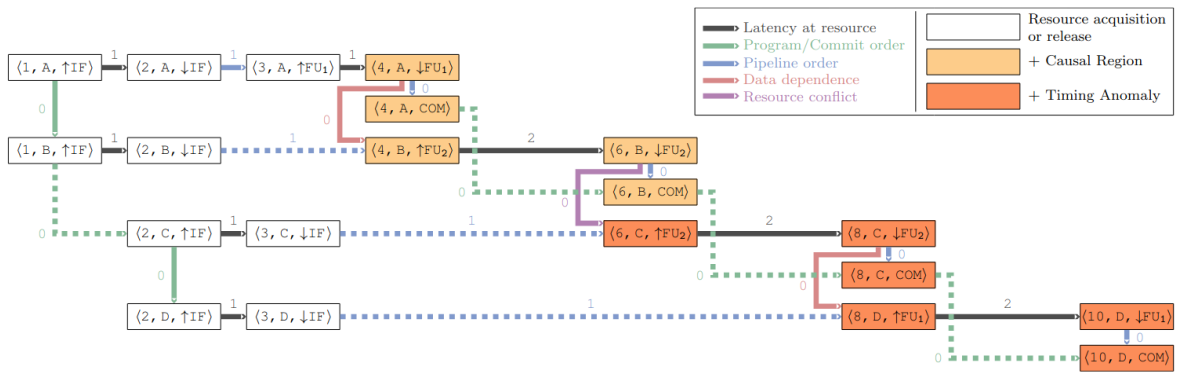 Latency at resource
Program/Commit order
Pipeline order
Data dependence
Resource conflict
Resource acquisition
or release
+ Causal Region
+ Timing Anomaly
1 1 1
⟨1, A, ↑IF⟩ ⟨2, A, ↓IF⟩ ⟨3, A, ↑FU₁⟩ ⟨4, A, ↓FU₁⟩
0
0 ⟨4, A, COM⟩
0
1 1 2
⟨1, B, ↑IF⟩ ⟨2, B, ↓IF⟩ ⟨4, B, ↑FU₂⟩ ⟨6, B, ↓FU₂⟩
0
0 ⟨6, B, COM⟩
0
1 1 2
0 ⟨2, C, ↑IF⟩ ⟨3, C, ↓IF⟩ ⟨6, C, ↑FU₂⟩ ⟨8, C, ↓FU₂⟩
0
0 0 ⟨8, C, COM⟩
0
1 1 2
⟨2, D, ↑IF⟩ ⟨3, D, ↓IF⟩ ⟨8, D, ↑FU₁⟩ ⟨10, D, ↓FU₁⟩
0
0 ⟨10, D, COM⟩